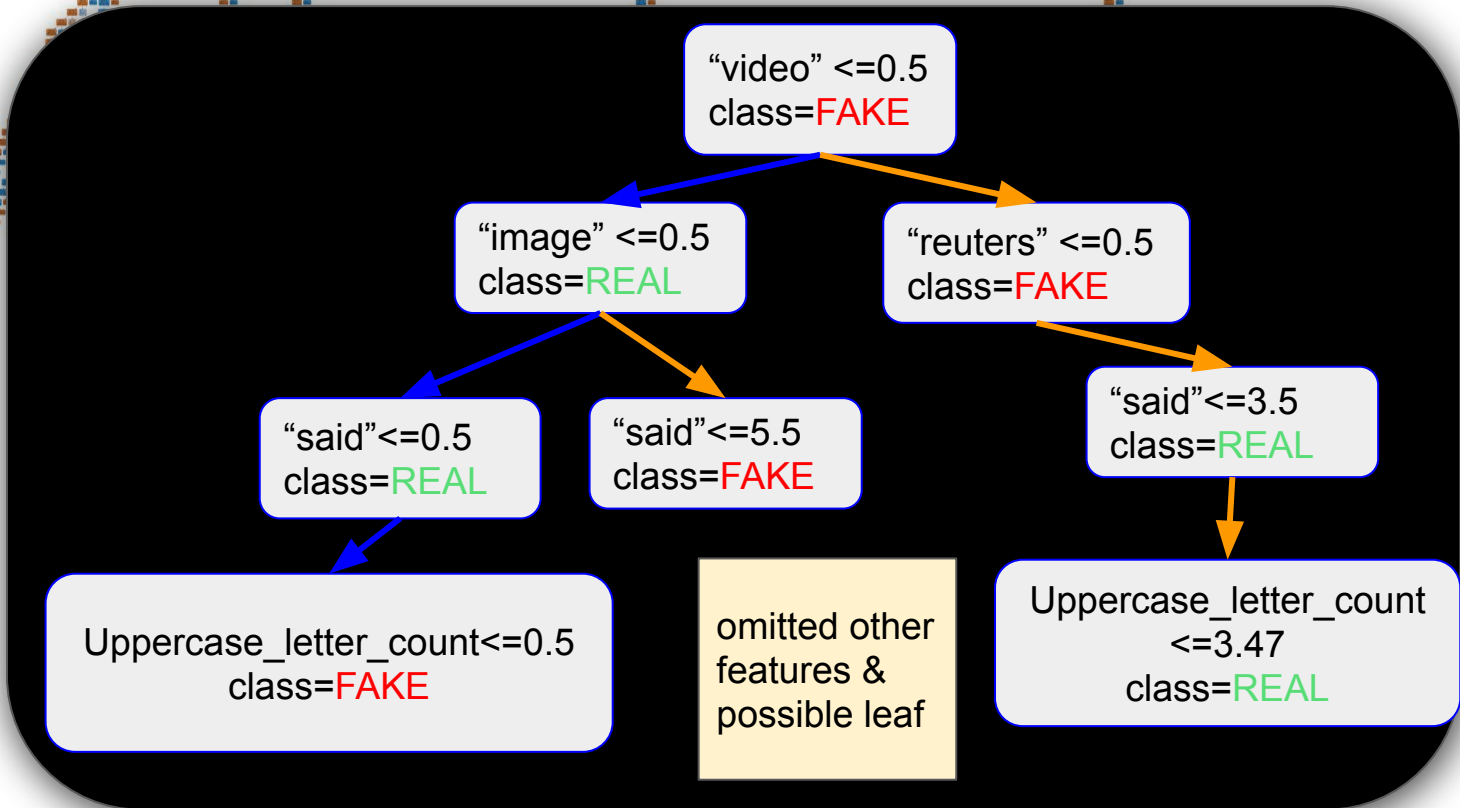 “video” <=0.5
class=FAKE
“image” <=0.5
class=REAL
“reuters” <=0.5
class=FAKE
“said”<=0.5
class=REAL
“said”<=5.5
class=FAKE
“said”<=3.5
class=REAL
Uppercase_letter_count<=0.5
class=FAKE
omitted other
features &
possible leaf
Uppercase_letter_count
<=3.47
class=REAL